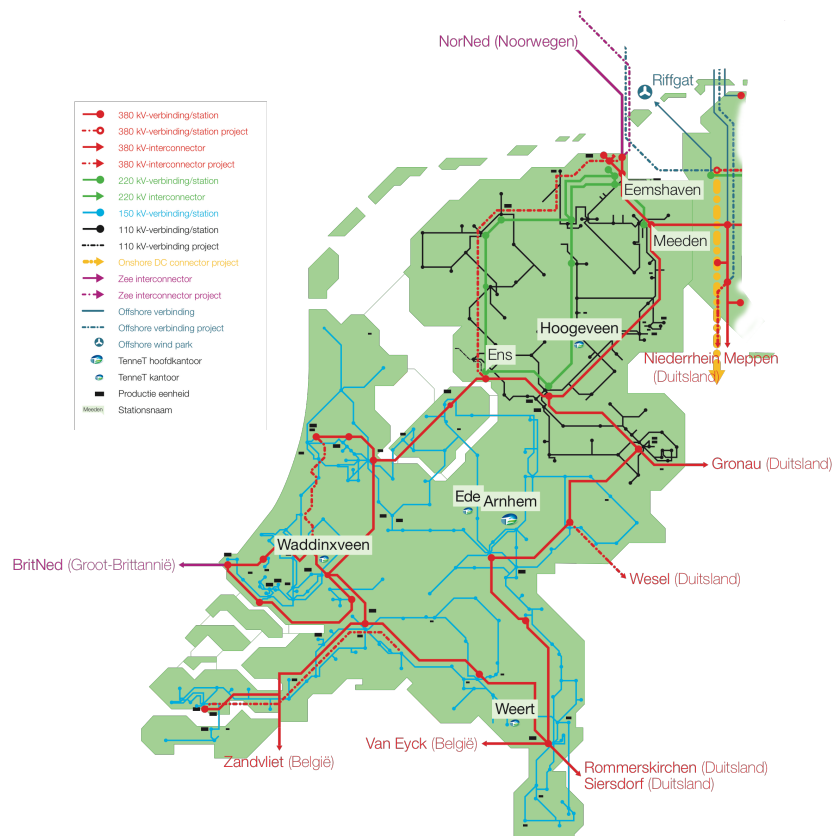 NorNed (Noorwegen)
Riffgat
380 kV-verbinding/station
380 kV-verbinding/station project
380 kV-interconnector
380 kV-interconnector project
220 kV-verbinding/station
220 kV interconnector
150 kV-verbinding/station
110 kV-verbinding/station
110 kV-verbinding project
Onshore DC connector project
Zee interconnector
Zee interconnector project
Offshore verbinding
Offshore verbinding project
Offshore wind park
TenneT hoofdkantoor
TenneT kantoor
Productie eenheid
Meeden Stationsnaam
Eemshaven
Meeden
Hoogeveen
Ens
Niederrhein Meppen
(Duitsland)
Gronau (Duitsland)
Ede Arnhem
Waddinxveen
BritNed (Groot-Brittannië)
Wesel (Duitsland)
Weert
Van Eyck (België)
Zandvliet (België)
Rommerskirchen (Duitsland)
Siersdorf (Duitsland)